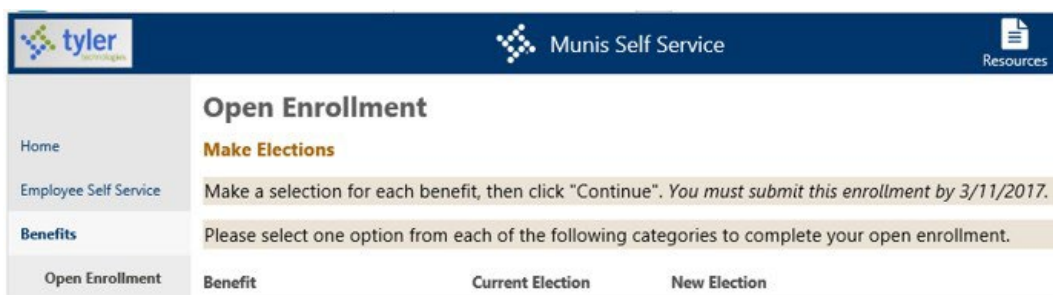 tyler
technologies
Munis Self Service
Resources
Open Enrollment
Home
Make Elections
Employee Self Service
Make a selection for each benefit, then click "Continue". You must submit this enrollment by 3/11/2017.
Benefits
Please select one option from each of the following categories to complete your open enrollment.
Open Enrollment
Benefit Current Election New Election